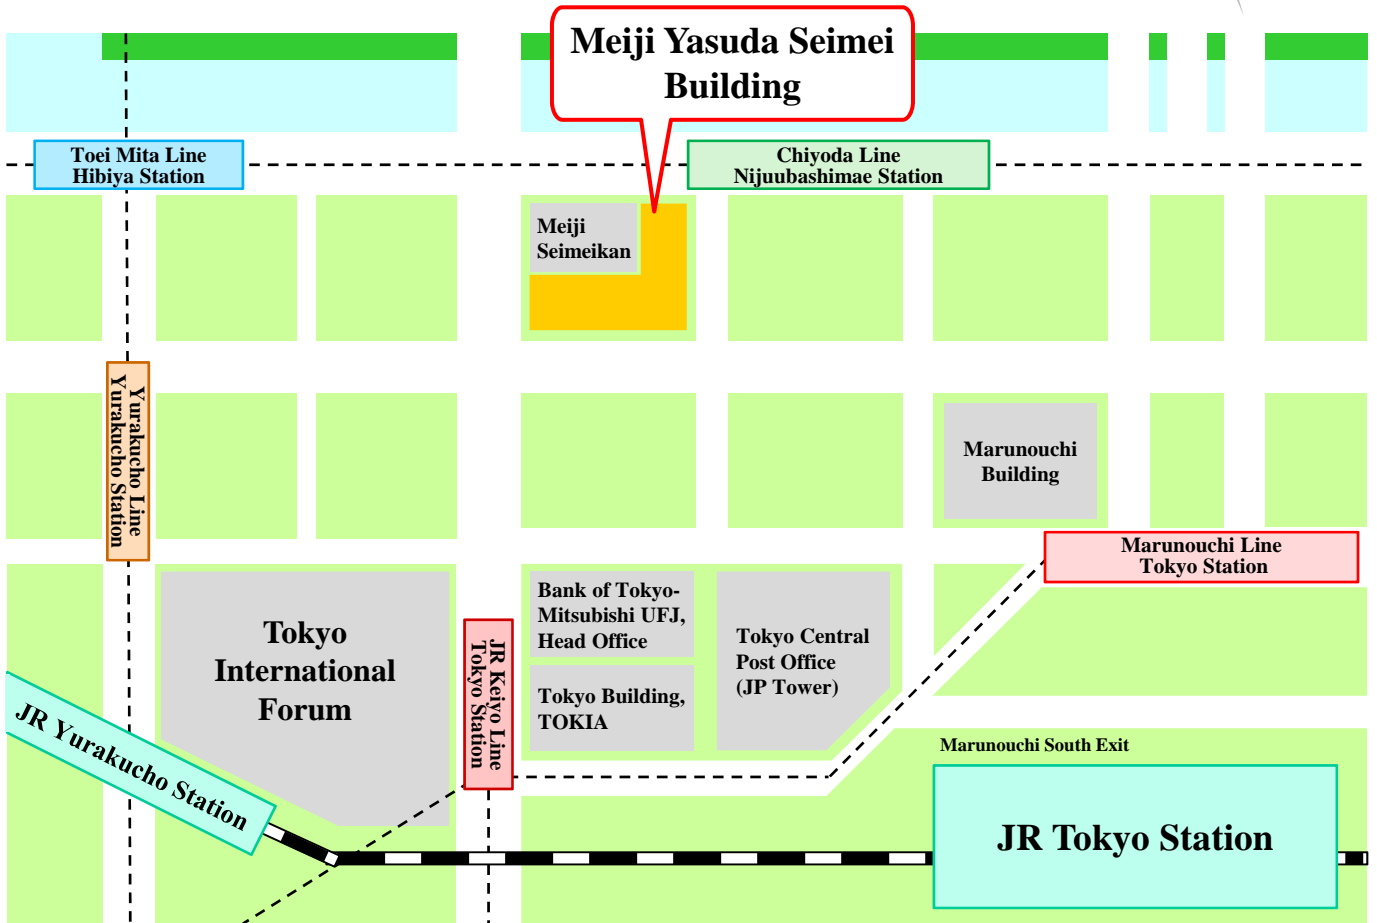 Meiji Yasuda Seimei
Building
Toei Mita Line
Hibiya Station
Chiyoda Line
Nijuubashimae Station
Meiji
Seimeikan
Yurakucho Line
Yurakucho Station
Marunouchi
Building
Marunouchi Line
Tokyo Station
Tokyo
International
Forum
JR Keiyo Line
Tokyo Station
Bank of Tokyo-
Mitsubishi UFJ,
Head Office
Tokyo Building,
TOKIA
Tokyo Central
Post Office
(JP Tower)
JR Yurakucho Station
Marunouchi South Exit
JR Tokyo Station